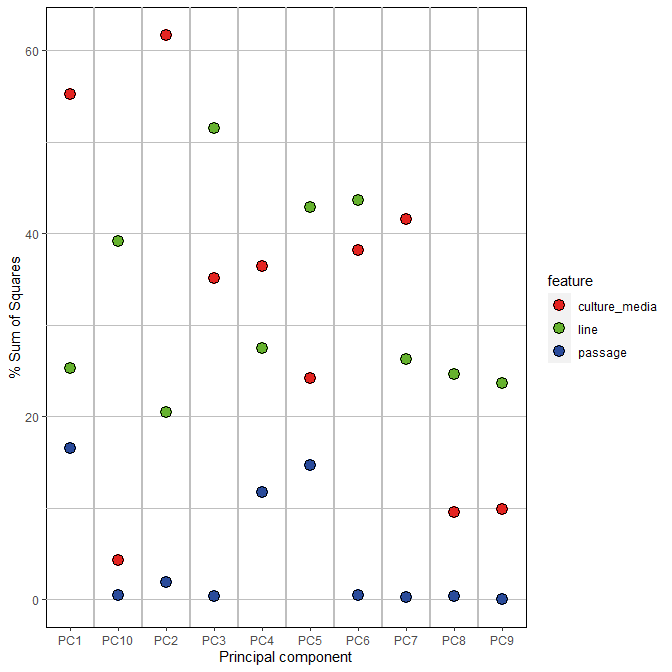 % Sum of Squares
60
40
20
0
PC1 PC10 PC2 PC3 PC4 PC5 PC6 PC7 PC8 PC9
Principal component
feature
culture_media
line
passage